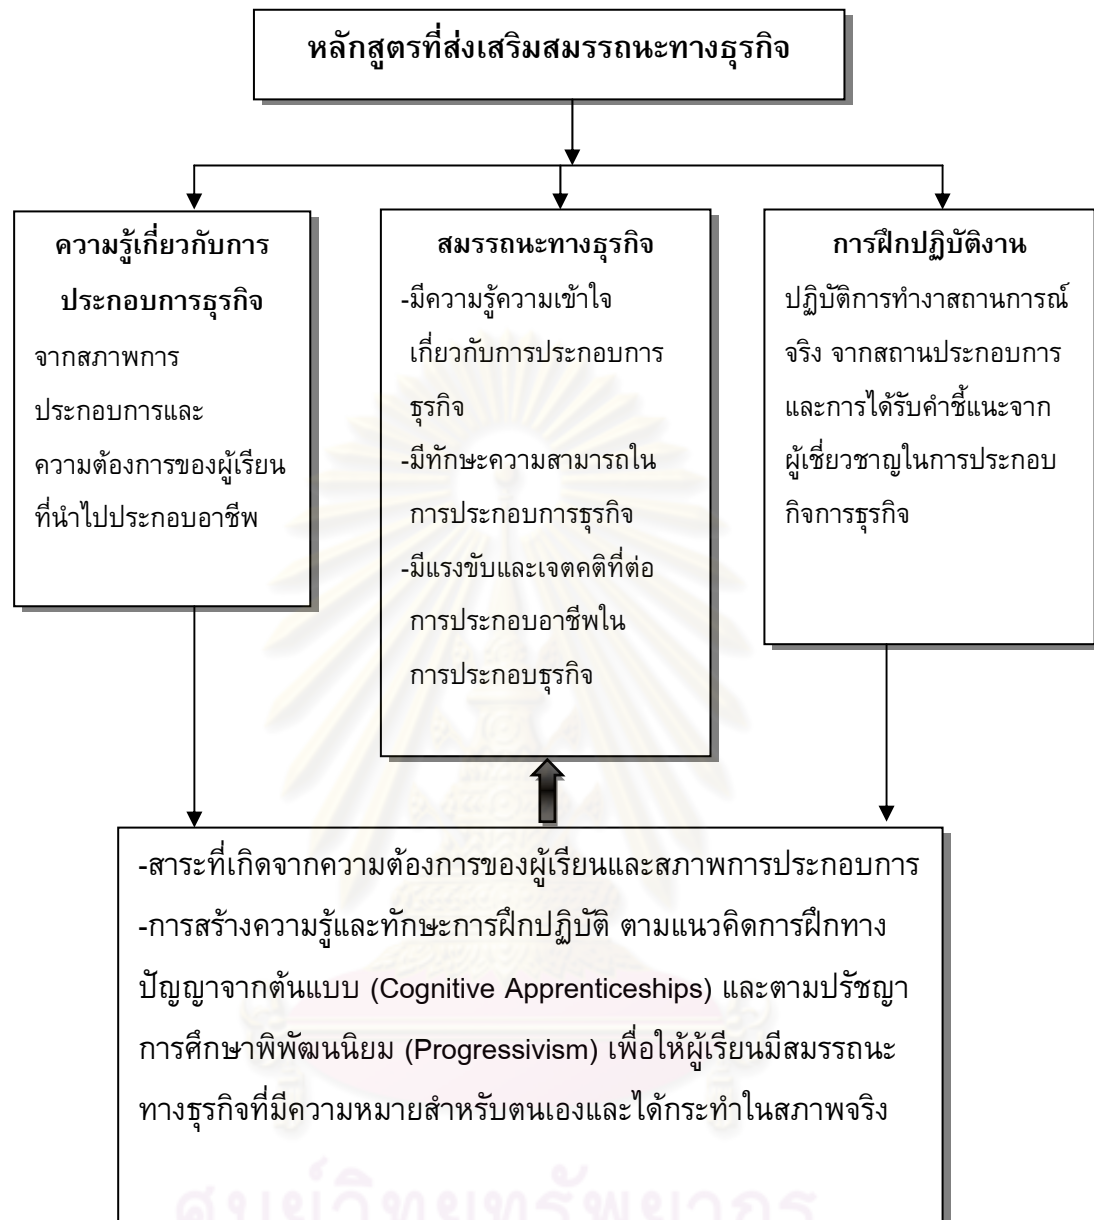 หลักสูตรที่ส่งเสริมสมรรถนะทางธุรกิจ
ความรู้เกี่ยวกับการ
ประกอบการธุรกิจ
จากสภาพการ
ประกอบการและ
ความต้องการของผู้เรียน
ที่นำไปประกอบอาชีพ
สมรรถนะทางธุรกิจ
-มีความรู้ความเข้าใจ
เกี่ยวกับการประกอบการ
ธุรกิจ
-มีทักษะความสามารถใน
การประกอบการธุรกิจ
-มีแรงขับและเจตคติที่ต่อ
การประกอบอาชีพใน
การประกอบธุรกิจ
การฝึกปฏิบัติงาน
ปฏิบัติการทำงาสถานการณ์
จริง จากสถานประกอบการ
และการได้รับคำชี้แนะจาก
ผู้เชี่ยวชาญในการประกอบ
กิจการธุรกิจ
-สาระที่เกิดจากความต้องการของผู้เรียนและสภาพการประกอบการ
-การสร้างความรู้และทักษะการฝึกปฏิบัติ ตามแนวคิดการฝึกทาง
ปัญญาจากต้นแบบ (Cognitive Apprenticeships) และตามปรัชญา
การศึกษาพิพัฒนนิยม (Progressivism) เพื่อให้ผู้เรียนมีสมรรถนะ
ทางธุรกิจที่มีความหมายสำหรับตนเองและได้กระทำในสภาพจริง
ศูนย์วิทยทรัพยากร